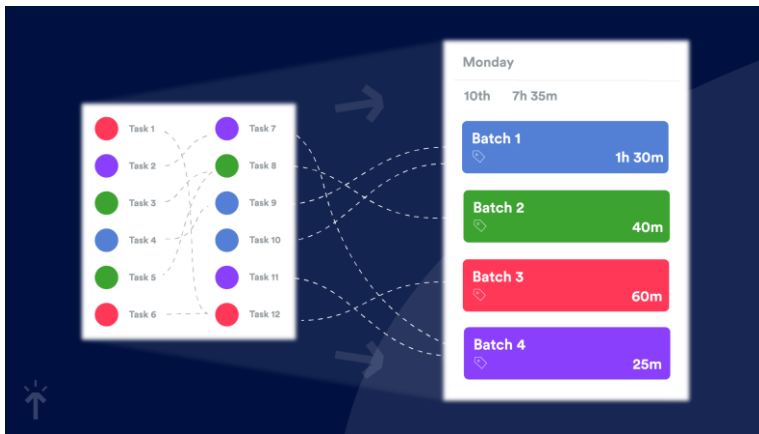 Task 1
Task 2
Task 3
Task 4
Task 5
Task 6
Task 7
Task 8
Task 9
Task 10
Task 11
Task 12
Monday
10th 7h 35m
Batch 1
1h 30m
Batch 2
40m
Batch 3
60m
Batch 4
25m